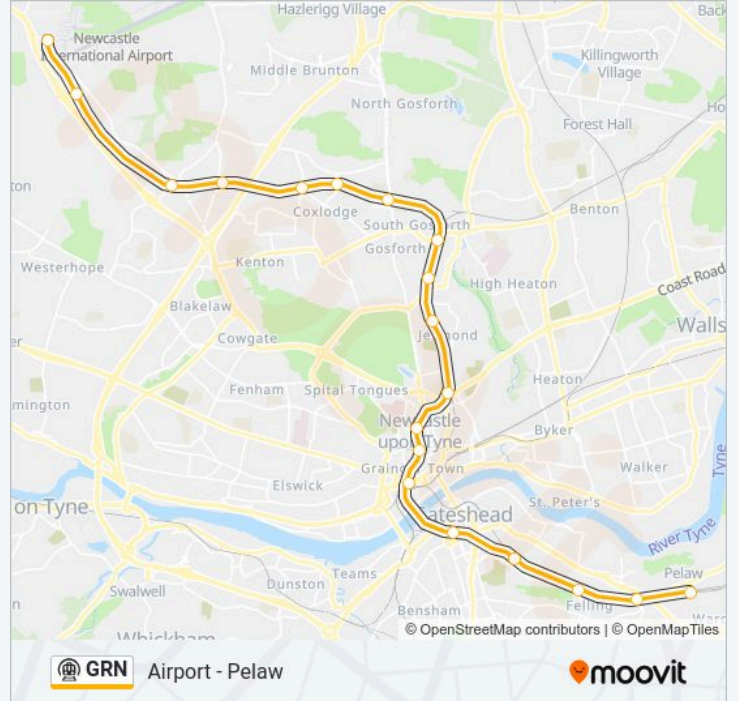 Hazlerigg Village
Back
Newcastle
International Airport
Killingworth
Village
Middle Brunton
North Gosforth
Ho
Forest Hall
ton
Coxlodge
Benton
South Gosforth
Gosforth
Kenton
Westerhope
High Heaton
Coast Road
Blakelaw
Walls
Cowgate
Jesmond
er
Heaton
Fenham
Spital Tongues
mington
Newcastle
upon Tyne
Byker
Grainger Town
Walker
Tyne
Elswick
St. Peter's
on Tyne
Gateshead
River Tyne
Pelaw
Teams
Dunston
Swalwell
n
Felling
Bensham
Ward
Whickham
© OpenStreetMap contributors | © OpenMapTiles
GRN Airport - Pelaw
moovit